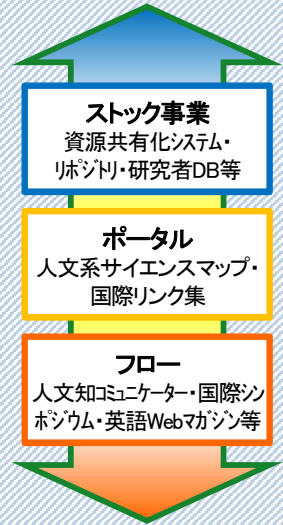 ストック事業
資源共有化システム・
リポジトリ・研究者DB等
ポータル
人文系サイエンスマップ・
国際リンク集
フロー
人文知コミュニケーター・国際シン
ポジウム・英語Webマガジン等